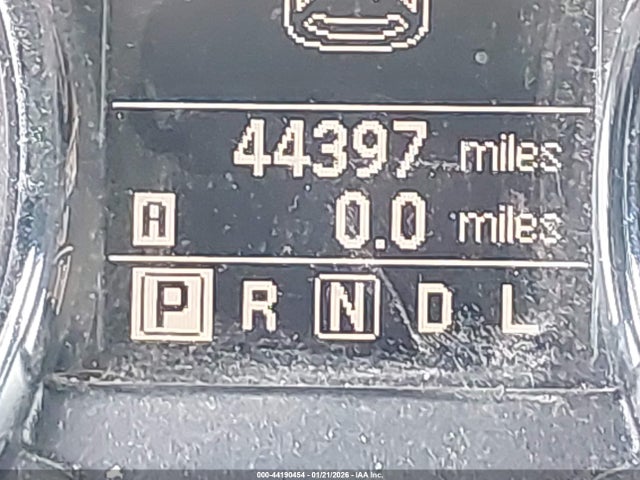 44397 miles
A 0.0 miles
P R N D L
000-44190454 - 01/21/2026 - IAA Inc.